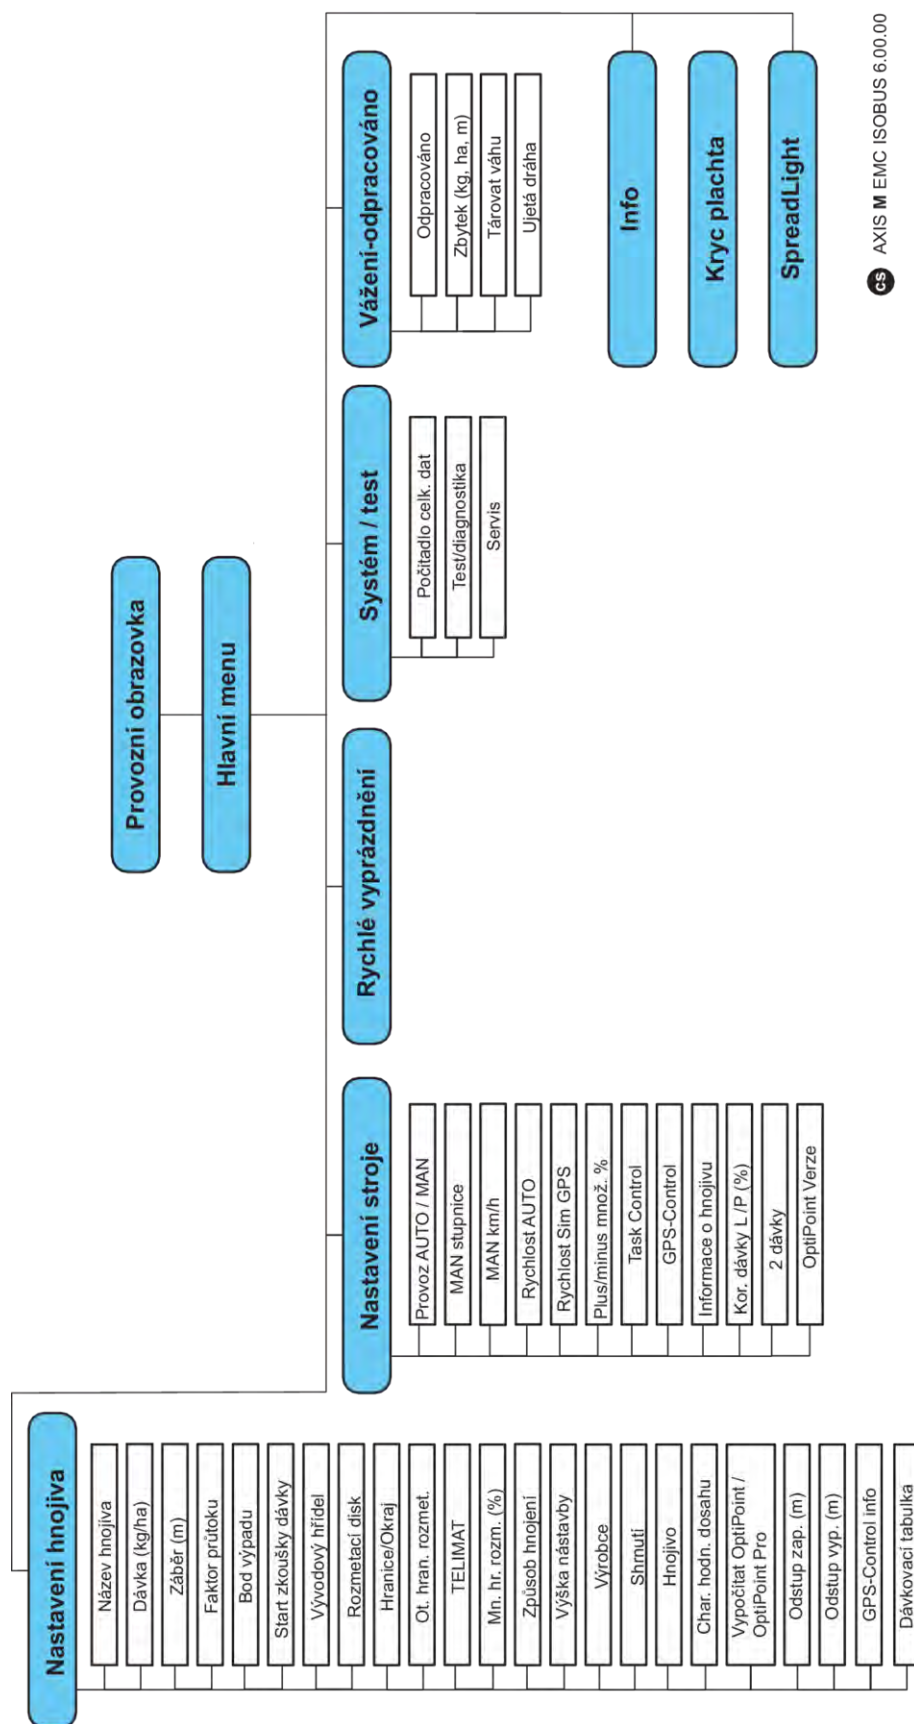 Provozní obrazovka
Hlavní menu
Nastavení hnojiva
Název hnojiva
Dávka (kg/ha)
Záběr (m)
Faktor průtoku
Bod výpadu
Start zkoušky dávky
Vývodový hřídel
Rozmetací disk
Hranice/Okraj
Ot. hran. rozmet.
TELIMAT
Mn. hr. rozm. (%)
Způsob hnojení
Výška nástavby
Výrobce
Shrnutí
Hnojivo
Char. hodn. dosahu
Vypočítat OptiPoint /
OptiPoint Pro
Odstup zap. (m)
Odstup vyp. (m)
GPS-Control info
Dávkovací tabulka
Nastavení stroje
Provoz AUTO / MAN
MAN stupnice
MAN km/h
Rychlost AUTO
Rychlost Sim GPS
Plus/minus množ. %
Task Control
GPS-Control
Informace o hnojivu
Kor. dávky L /P (%)
2 dávky
OptiPoint Verze
Rychlé vyprázdnění
Systém / test
Počitadlo celk. dat
Test/diagnostika
Servis
Vážení-odpracováno
Odpracováno
Zbytek (kg, ha, m)
Tárovat váhu
Ujetá dráha
Info
Kryc plachta
SpreadLight
cs AXIS M EMC ISOBUS 6.00.00